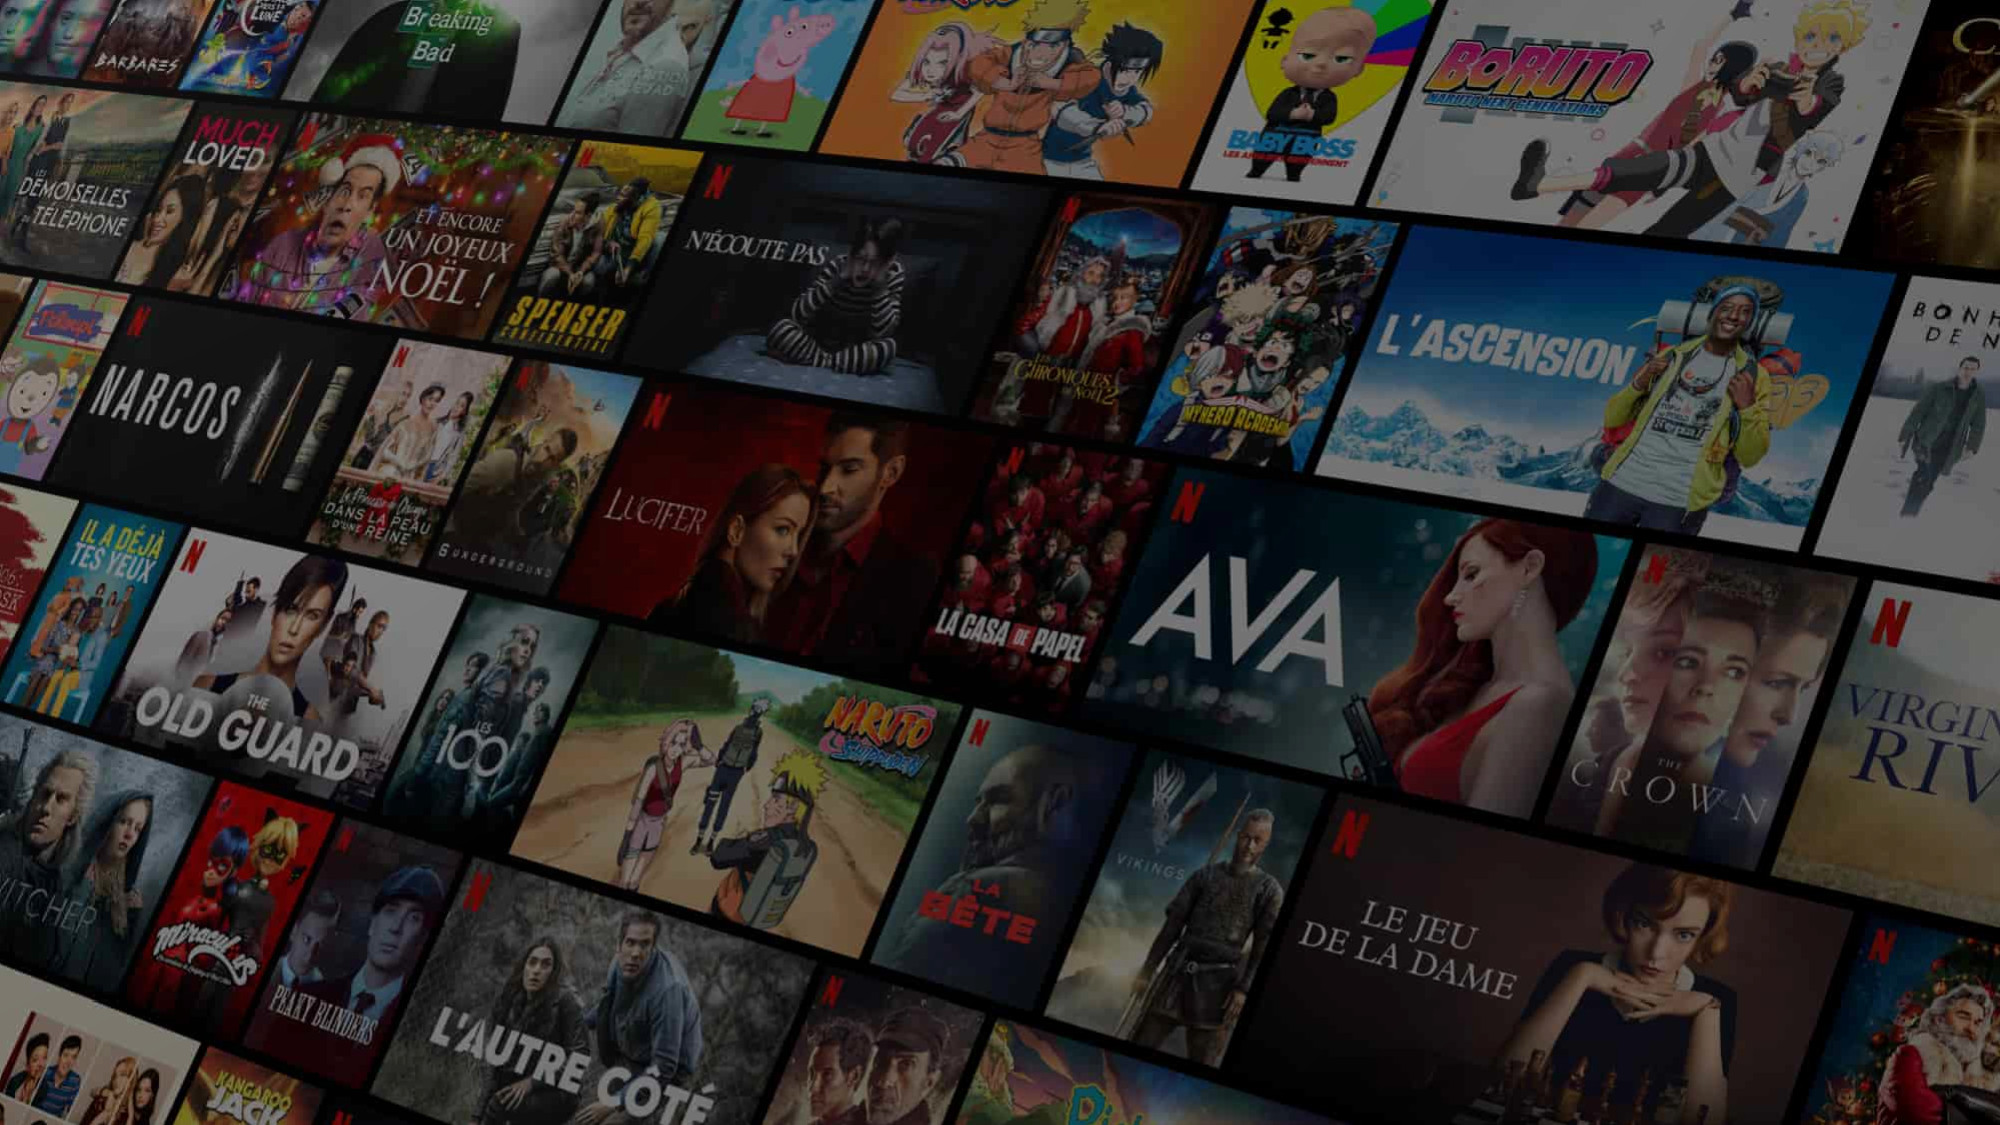 BARBARES
Breaking
Bad
BABY BOSS
BORUTO
NARUTO NEXT GENERATIONS
LES
DEMOISELLES
DU TÉLÉPHONE
MUCH
LOVED
ET ENCORE
UN JOYEUX
NOËL !
SPENSER
CONFIDENTIAL
N'ÉCOUTE PAS
LES
CHRONIQUES
DE NOËL 2
MY HERO ACADEMIA
L'ASCENSION
BONH
DE N
NARCOS
La Princesse de Chicago
DANS LA PEAU
D'UNE REINE
6 UNDERGROUND
LUCIFER
LA CASA DE PAPEL
AVA
THE
CROWN
VIRGIN
RIV
IL A DÉJÀ
TES YEUX
THE
OLD GUARD
LES
100
NARUTO
SHIPPUDEN
LA
BÊTE
VIKINGS
LE JEU
DE LA DAME
WITCHER
Miraculous
PEAKY BLINDERS
L'AUTRE CÔTÉ
KANGAROO
JACK